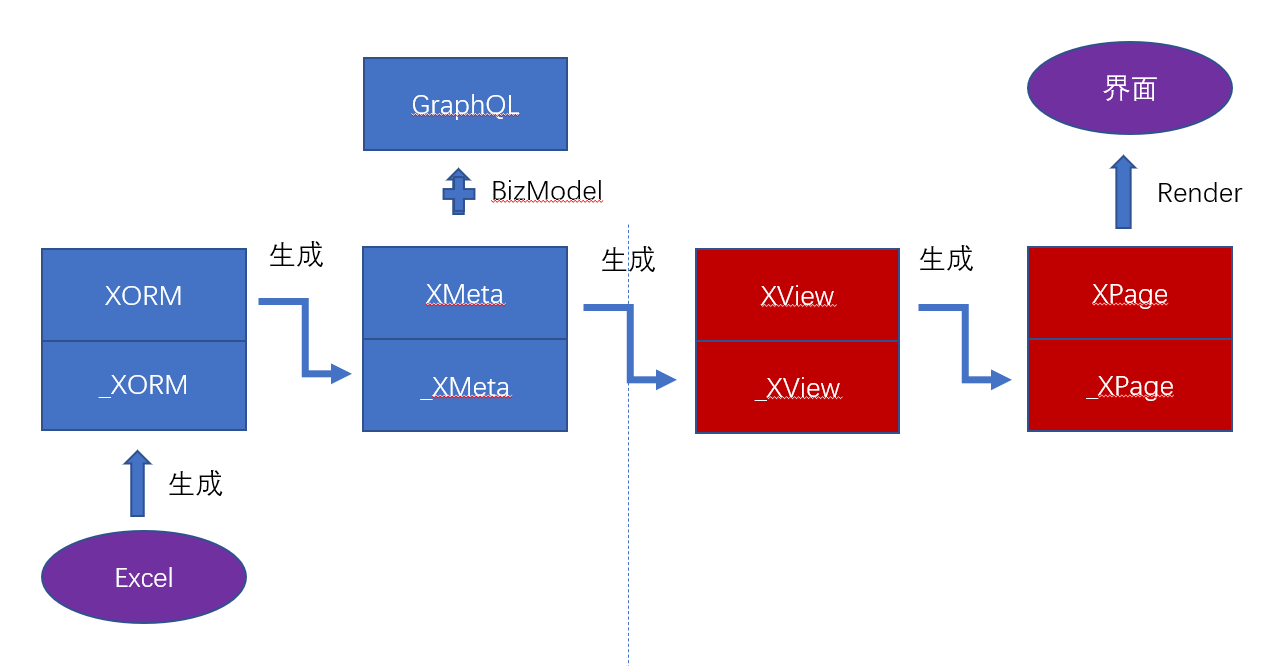 界面
GraphQL
BizModel
Render
生成
生成
生成
XORM
XMeta
XView
XPage
_XORM
_XMeta
_XView
_XPage
生成
Excel